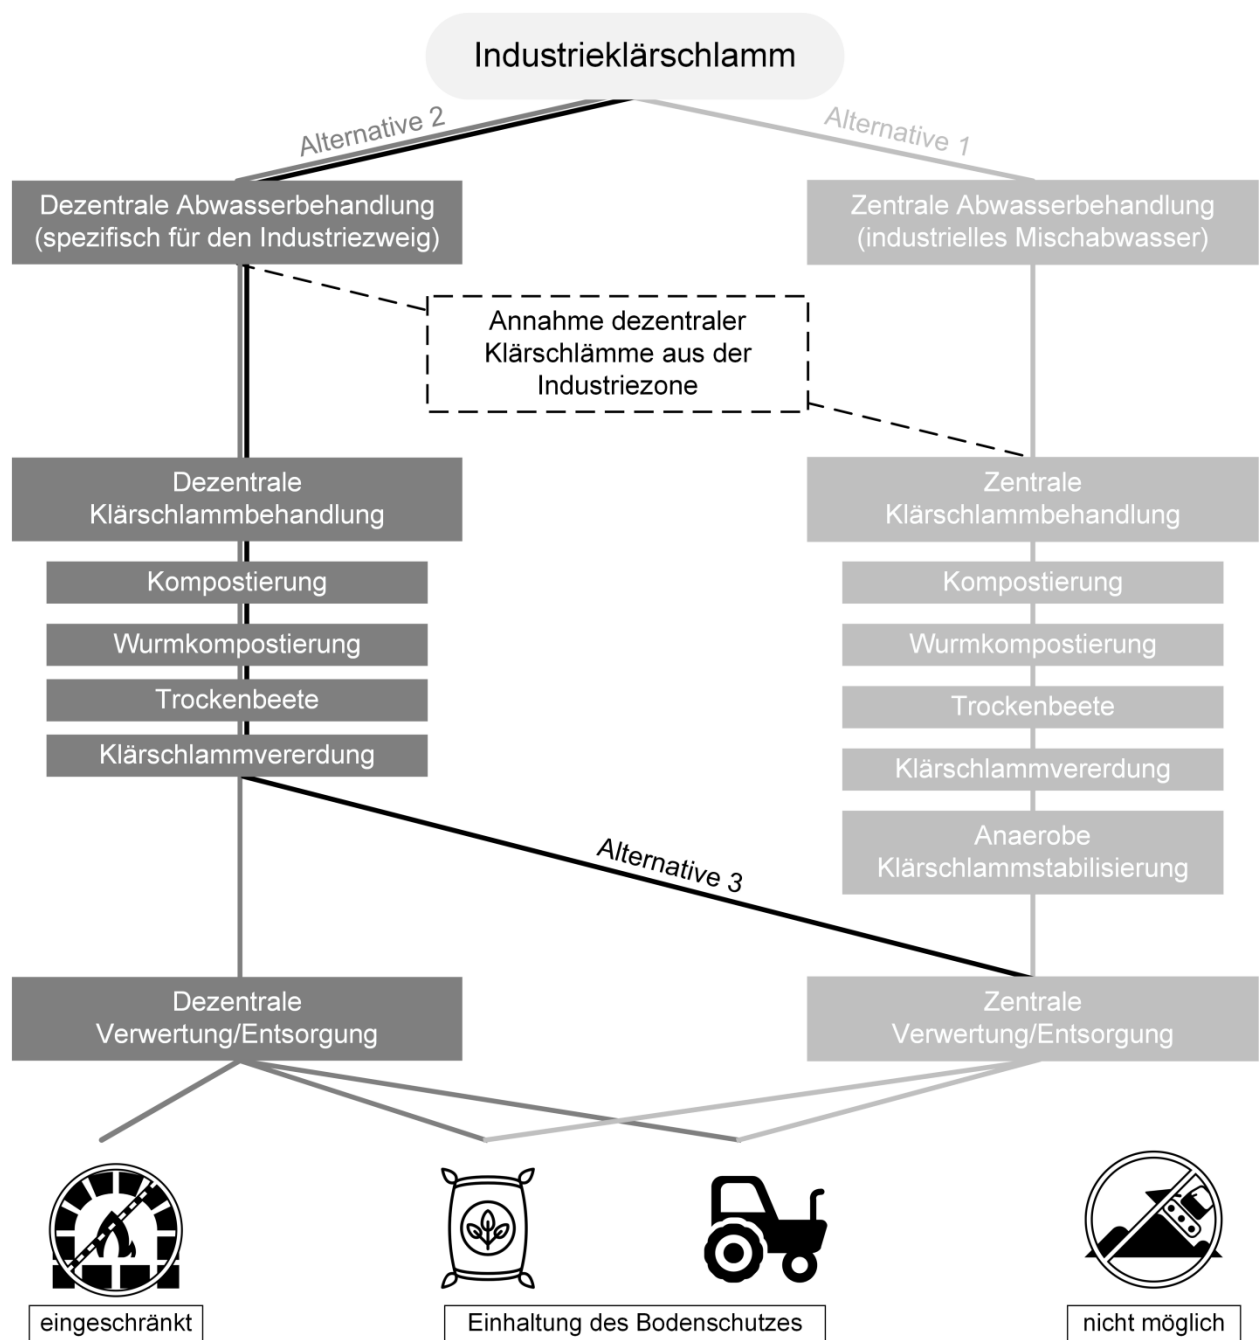 Industrieklärschlamm
Alternative 2
Alternative 1
Dezentrale Abwasserbehandlung
(spezifisch für den Industriezweig)
Zentrale Abwasserbehandlung
(industrielles Mischabwasser)
Annahme dezentraler
Klärschlämme aus der
Industriezone
Dezentrale
Klärschlammbehandlung
Zentrale
Klärschlammbehandlung
Kompostierung
Wurmkompostierung
Trockenbeete
Klärschlammvererdung
Kompostierung
Wurmkompostierung
Trockenbeete
Klärschlammvererdung
Anaerobe
Klärschlammstabilisierung
Alternative 3
Dezentrale
Verwertung/Entsorgung
Zentrale
Verwertung/Entsorgung
eingeschränkt
Einhaltung des Bodenschutzes
nicht möglich